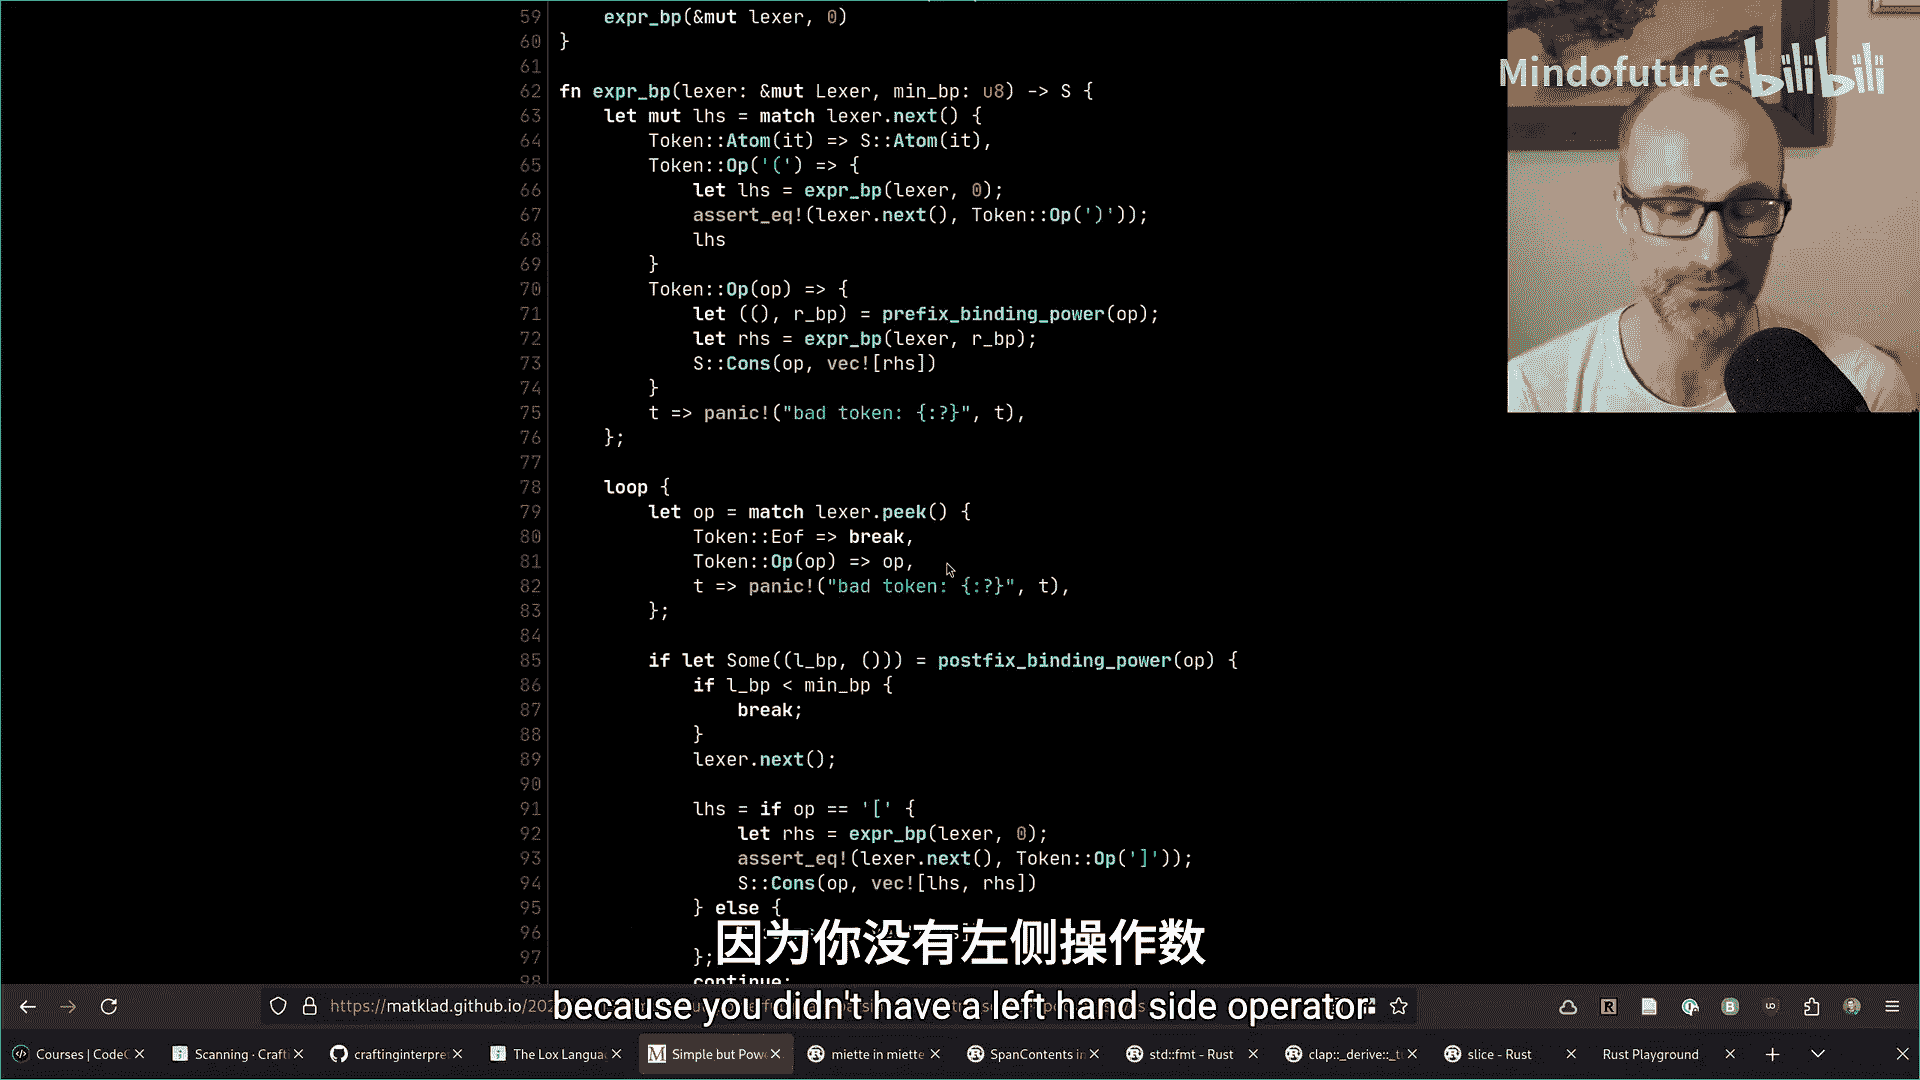 59 expr_bp(&mut lexer, 0)
60 }
61
62 fn expr_bp(lexer: &mut Lexer, min_bp: u8) -> S {
63 let mut lhs = match lexer.next() {
64 Token::Atom(it) => S::Atom(it),
65 Token::Op('(') => {
66 let lhs = expr_bp(lexer, 0);
67 assert_eq!(lexer.next(), Token::Op(')'));
68 lhs
69 }
70 Token::Op(op) => {
71 let ((), r_bp) = prefix_binding_power(op);
72 let rhs = expr_bp(lexer, r_bp);
73 S::Cons(op, vec![rhs])
74 }
75 t => panic!("bad token: {:?}", t),
76 };
77
78 loop {
79 let op = match lexer.peek() {
80 Token::Eof => break,
81 Token::Op(op) => op,
82 t => panic!("bad token: {:?}", t),
83 };
84
85 if let Some((l_bp, ())) = postfix_binding_power(op) {
86 if l_bp < min_bp {
87 break;
88 }
89 lexer.next();
90
91 lhs = if op == '[' {
92 let rhs = expr_bp(lexer, 0);
93 assert_eq!(lexer.next(), Token::Op(']'));
94 S::Cons(op, vec![lhs, rhs])
95 } else {
96
97 };
98 continue;
Mindofuture bilibili
因为你没有左侧操作数
because you didn't have a left hand side operator
https://matklad.github.io/202
Courses | Code
Scanning · Craft
craftinginterpre
The Lox Langua
Simple but Pow
miette in miette
SpanContents in
std::fmt - Rust
clap::_derive::_t
slice - Rust
Rust Playground